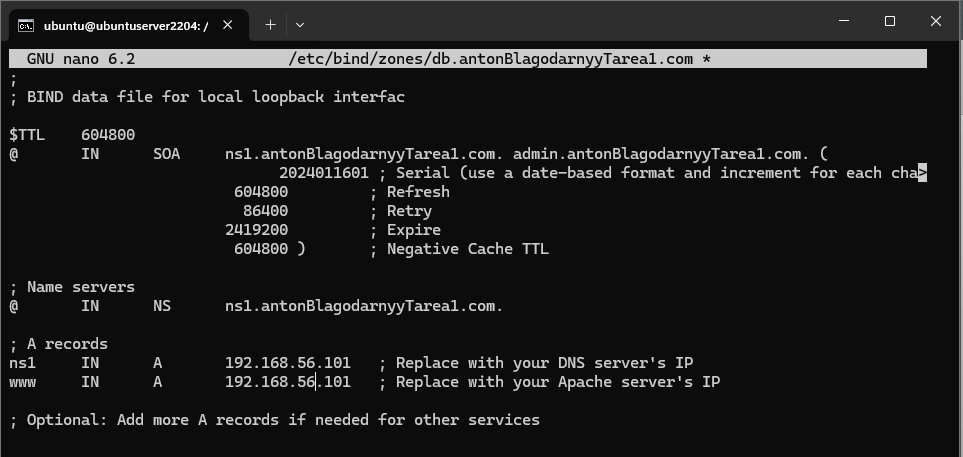 ubuntu@ubuntuserver2204: /
GNU nano 6.2 /etc/bind/zones/db.antonBlagodarnyyTarea1.com *
;
; BIND data file for local loopback interfac
$TTL 604800
@ IN SOA ns1.antonBlagodarnyyTarea1.com. admin.antonBlagodarnyyTarea1.com. (
2024011601 ; Serial (use a date-based format and increment for each cha>
604800 ; Refresh
86400 ; Retry
2419200 ; Expire
604800 ) ; Negative Cache TTL
; Name servers
@ IN NS ns1.antonBlagodarnyyTarea1.com.
; A records
ns1 IN A 192.168.56.101 ; Replace with your DNS server's IP
www IN A 192.168.56.101 ; Replace with your Apache server's IP
; Optional: Add more A records if needed for other services